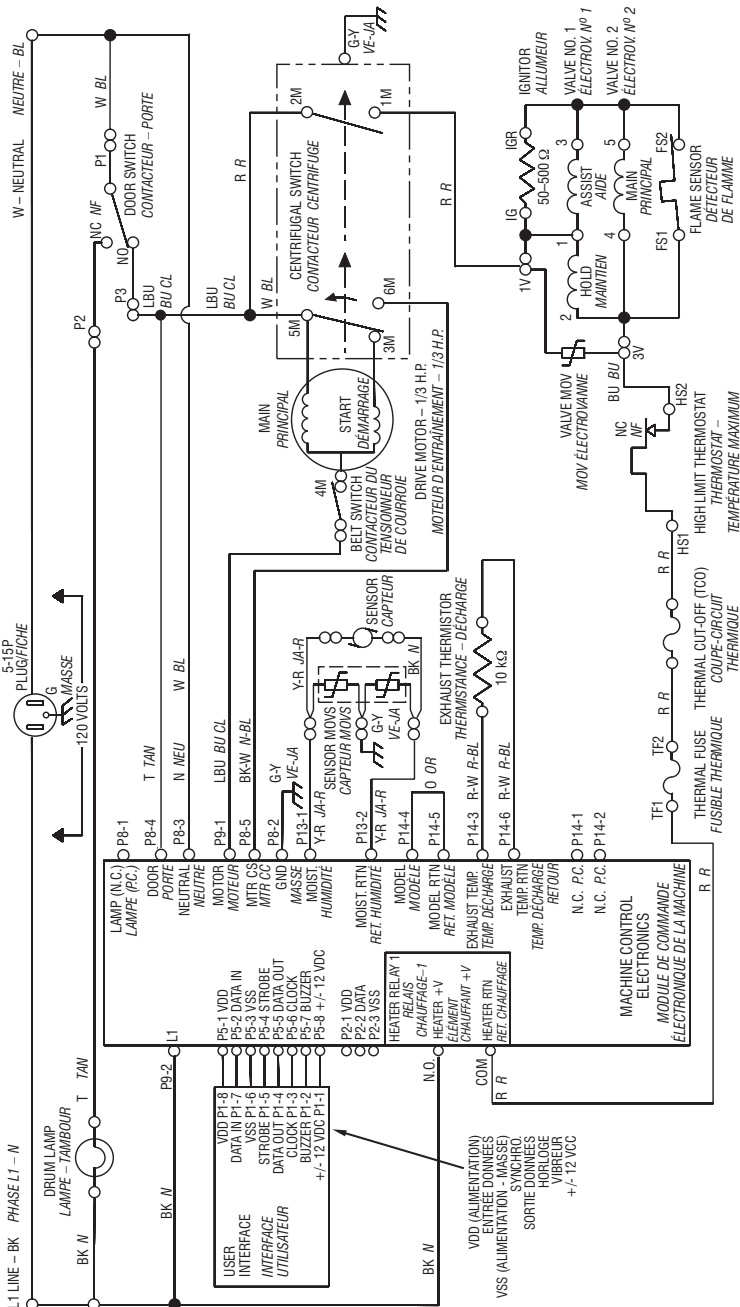 L1 LINE – BK PHASE L1 – N
5-15P
PLUG/FICHE
W – NEUTRAL NEUTRE – BL
G
MASSE
120 VOLTS
DRUM LAMP
LAMPE – TAMBOUR
BK N
T TAN
P2
NC NF
NO
P1
W BL
DOOR SWITCH
CONTACTEUR – PORTE
P3
LBU
BU CL
BK N
P9-2
L1
P8-1
LAMP (N.C.)
LAMPE (P.C.)
P8-4
T TAN
DOOR
PORTE
P8-3
N NEU
W BL
NEUTRAL
NEUTRE
P9-1
LBU BU CL
MOTOR
MOTEUR
P8-5
BK-W N-BL
MTR CS
MTR CC
P8-2
GND
MASSE
G-Y
VE-JA
P13-1
MOIST.
HUMIDITÉ
Y-R JA-R
P13-2
Y-R JA-R
MOIST. RTN
RET. HUMIDITÉ
P14-4
MODEL
MODÈLE
P14-5
MODEL RTN
RET. MODÈLE
O OR
P14-3
R-W R-BL
EXHAUST TEMP.
TEMP. DÉCHARGE
P14-6
R-W R-BL
EXHAUST
TEMP. RTN
TEMP. DÉCHARGE
RETOUR
P14-1
N.C. P.C.
P14-2
N.C. P.C.
MACHINE CONTROL
ELECTRONICS
MODULE DE COMMANDE
ÉLECTRONIQUE DE LA MACHINE
P5-1 VDD
P5-2 DATA IN
P5-3 VSS
P5-4 STROBE
P5-5 DATA OUT
P5-6 CLOCK
P5-7 BUZZER
P5-8 +/- 12 VDC
P2-1 VDD
P2-2 DATA
P2-3 VSS
HEATER RELAY 1
RELAIS
CHAUFFAGE–1
HEATER +V
ÉLÉMENT
CHAUFFANT +V
HEATER RTN
RET. CHAUFFAGE
N.O.
COM
R R
BK N
USER
INTERFACE
INTERFACE
UTILISATEUR
VDD P1-8
DATA IN P1-7
VSS P1-6
STROBE P1-5
DATA OUT P1-4
CLOCK P1-3
BUZZER P1-2
+/- 12 VDC P1-1
VDD (ALIMENTATION)
ENTRÉE DONNÉES
VSS (ALIMENTATION - MASSE)
SYNCHRO.
SORTIE DONNÉES
HORLOGE
VIBREUR
+/- 12 VCC
Y-R JA-R
SENSOR
CAPTEUR
BK N
SENSOR MOVS
CAPTEUR MOVS
G-Y
VE-JA
EXHAUST THERMISTOR
THERMISTANCE – DÉCHARGE
10 kΩ
MAIN
PRINCIPAL
START
DÉMARRAGE
4M
BELT SWITCH
CONTACTEUR DU
TENSIONNEUR
DE COURROIE
DRIVE MOTOR – 1/3 H.P.
MOTEUR D'ENTRAÎNEMENT – 1/3 H.P.
LBU
BU CL
W BL
5M
3M
6M
CENTRIFUGAL SWITCH
CONTACTEUR CENTRIFUGE
R R
2M
1M
G-Y
VE-JA
R R
IG
IGR
50–500 Ω
IGNITOR
ALLUMEUR
1V
VALVE NO. 1
ÉLECTROV. Nº 1
2
1
3
HOLD
MAINTIEN
ASSIST
AIDE
VALVE NO. 2
ÉLECTROV. Nº 2
4
5
MAIN
PRINCIPAL
FS1
FS2
FLAME SENSOR
DÉTECTEUR
DE FLAMME
VALVE MOV
MOV ÉLECTROVANNE
3V
BU BU
HS2
NC
NF
HS1
HIGH LIMIT THERMOSTAT
THERMOSTAT –
TEMPÉRATURE MAXIMUM
R R
THERMAL CUT-OFF (TCO)
COUPE-CIRCUIT
THERMIQUE
R R
TF2
TF1
THERMAL FUSE
FUSIBLE THERMIQUE
R R